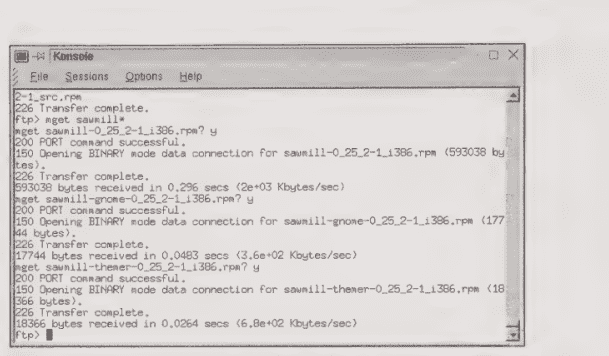 Konsole
File Sessions Options Help
2-1_src.rpm
226 Transfer complete.
ftp> mget sawmill*
mget sawmill-0_25_2-1_i386.rpm? y
200 PORT command successful.
150 Opening BINARY mode data connection for sawmill-0_25_2-1_i386.rpm (593038 by
tes).
226 Transfer complete.
593038 bytes received in 0.296 secs (2e+03 Kbytes/sec)
mget sawmill-gnome-0_25_2-1_i386.rpm? y
200 PORT command successful.
150 Opening BINARY mode data connection for sawmill-gnome-0_25_2-1_i386.rpm (177
44 bytes).
226 Transfer complete.
17744 bytes received in 0.0483 secs (3.6e+02 Kbytes/sec)
mget sawmill-themer-0_25_2-1_i386.rpm? y
200 PORT command successful.
150 Opening BINARY mode data connection for sawmill-themer-0_25_2-1_i386.rpm (18
366 bytes).
226 Transfer complete.
18366 bytes received in 0.0264 secs (6.8e+02 Kbytes/sec)
ftp>